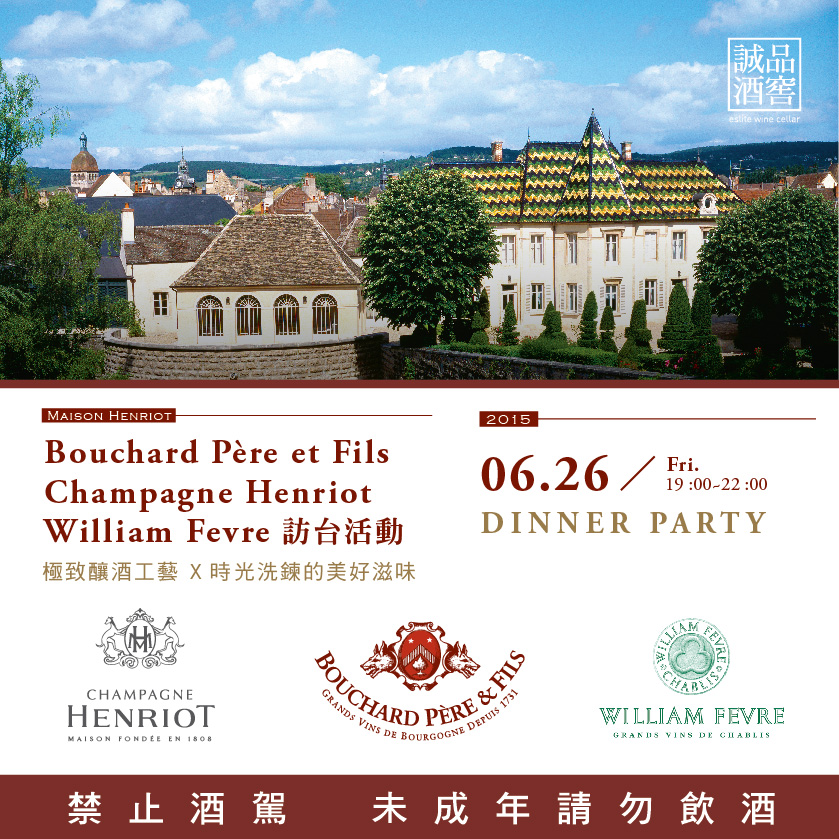 誠品
酒窖
eslite wine cellar
MAISON HENRIOT
Bouchard Père et Fils
Champagne Henriot
William Fevre 訪台活動
極致釀酒工藝 X 時光洗鍊的美好滋味
2015
06.26／Fri.
19 :00~22 :00
DINNER PARTY
HM
CHAMPAGNE
HENRIOT
MAISON FONDÉE EN 1808
BOUCHARD PÈRE & FILS
GRANDS VINS DE BOURGOGNE DEPUIS 1731
WILLIAM FEVRE
CHABLIS
WILLIAM FEVRE
GRANDS VINS DE CHABLIS
禁止酒駕 未成年請勿飲酒